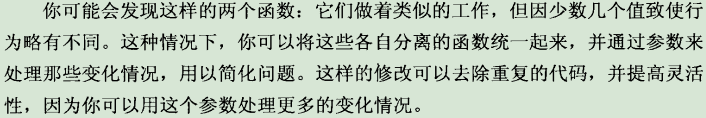 你可能会发现这样的两个函数：它们做着类似的工作，但因少数几个值致使行
为略有不同。这种情况下，你可以将这些各自分离的函数统一起来，并通过参数来
处理那些变化情况，用以简化问题。这样的修改可以去除重复的代码，并提高灵活
性，因为你可以用这个参数处理更多的变化情况。